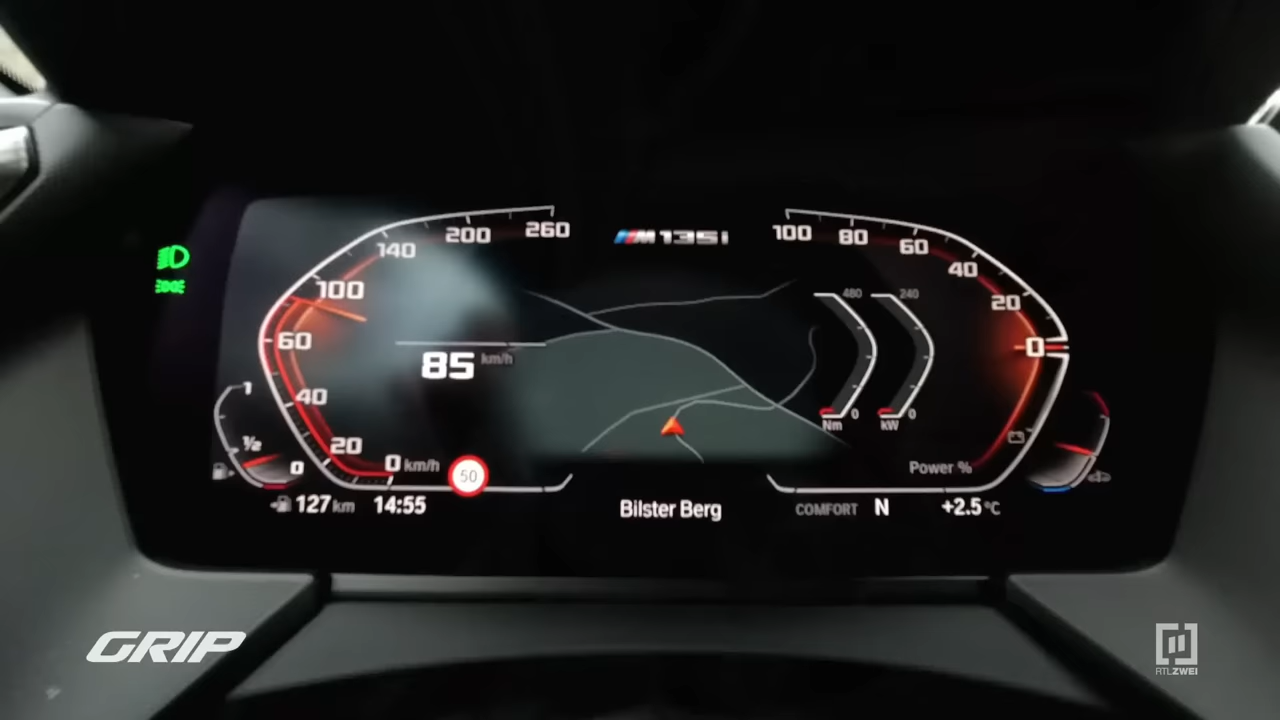 260
200
140
100
60
40
20
0 km/h
M135i
100
80
60
40
20
0
Power %
85 km/h
480
240
0
0
Nm
kW
1
1/2
0
50
127 km
14:55
Bilster Berg
COMFORT N
+2.5 °C
GRIP
RTLZWEI